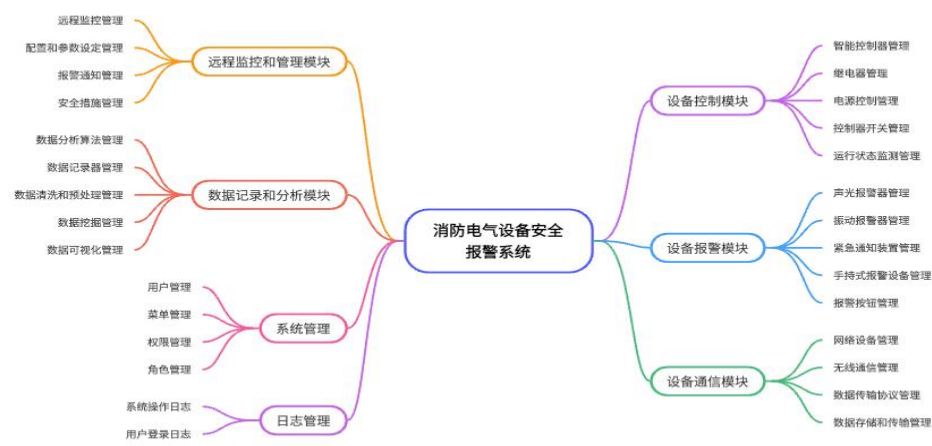 消防电气设备安全
报警系统
远程监控和管理模块
远程监控管理
配置和参数设定管理
报警通知管理
安全措施管理
数据记录和分析模块
数据分析算法管理
数据记录器管理
数据清洗和预处理管理
数据挖掘管理
数据可视化管理
系统管理
用户管理
菜单管理
权限管理
角色管理
日志管理
系统操作日志
用户登录日志
设备控制模块
智能控制器管理
继电器管理
电源控制管理
控制器开关管理
运行状态监测管理
设备报警模块
声光报警器管理
振动报警器管理
紧急通知装置管理
手持式报警设备管理
报警按钮管理
设备通信模块
网络设备管理
无线通信管理
数据传输协议管理
数据存储和传输管理